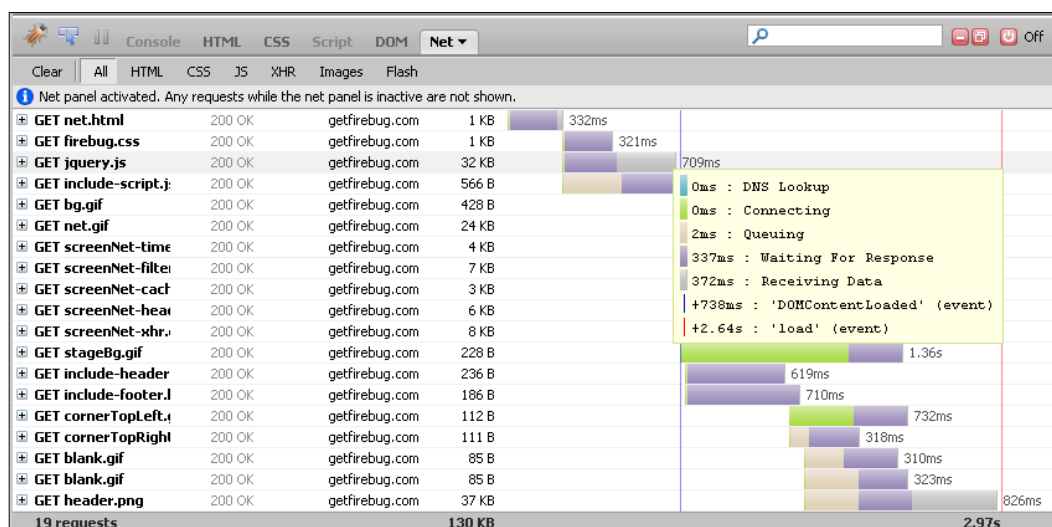 Console HTML CSS Script DOM Net Off
Clear All HTML CSS JS XHR Images Flash
Net panel activated. Any requests while the net panel is inactive are not shown.
GET net.html 200 OK getfirebug.com 1 KB 332ms
GET firebug.css 200 OK getfirebug.com 1 KB 321ms
GET jquery.js 200 OK getfirebug.com 32 KB 709ms
GET include-script.j 200 OK getfirebug.com 566 B
GET bg.gif 200 OK getfirebug.com 428 B
GET net.gif 200 OK getfirebug.com 24 KB
GET screenNet-time 200 OK getfirebug.com 4 KB
GET screenNet-filte 200 OK getfirebug.com 7 KB
GET screenNet-cach 200 OK getfirebug.com 3 KB
GET screenNet-head 200 OK getfirebug.com 6 KB
GET screenNet-xhr. 200 OK getfirebug.com 8 KB
0ms : DNS Lookup
0ms : Connecting
2ms : Queuing
337ms : Waiting For Response
372ms : Receiving Data
+738ms : 'DOMContentLoaded' (event)
+2.64s : 'load' (event)
GET stageBg.gif 200 OK getfirebug.com 228 B 1.36s
GET include-header 200 OK getfirebug.com 236 B 619ms
GET include-footer.l 200 OK getfirebug.com 186 B 710ms
GET cornerTopLeft.g 200 OK getfirebug.com 112 B 732ms
GET cornerTopRight 200 OK getfirebug.com 111 B 318ms
GET blank.gif 200 OK getfirebug.com 85 B 310ms
GET blank.gif 200 OK getfirebug.com 85 B 323ms
GET header.png 200 OK getfirebug.com 37 KB 826ms
19 requests 130 KB 2.97s